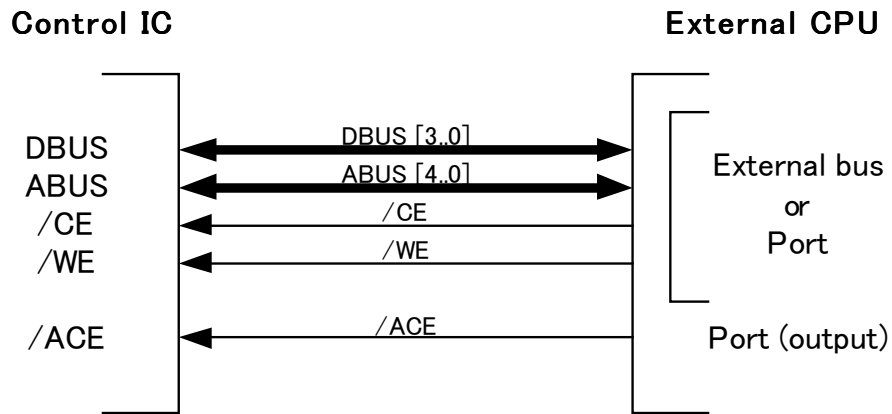 Control IC
External CPU
DBUS
DBUS [3..0]
ABUS
ABUS [4..0]
/CE
/CE
/WE
/WE
External bus
or
Port
/ACE
/ACE
Port (output)